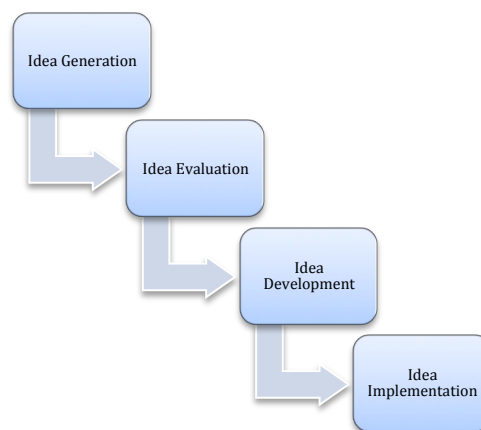 Idea Generation
Idea Evaluation
Idea
Development
Idea
Implementation